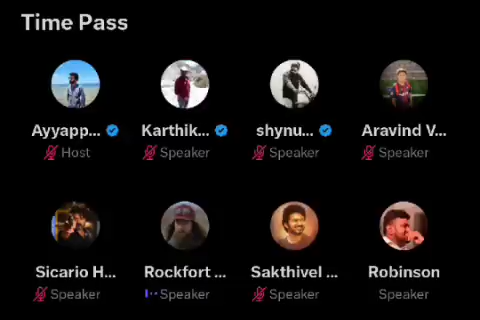 Time Pass
Ayyapp... Karthik... shynu... Aravind V...
Host Speaker Speaker Speaker
Sicario H... Rockfort ... Sakthivel ... Robinson
Speaker Speaker Speaker Speaker